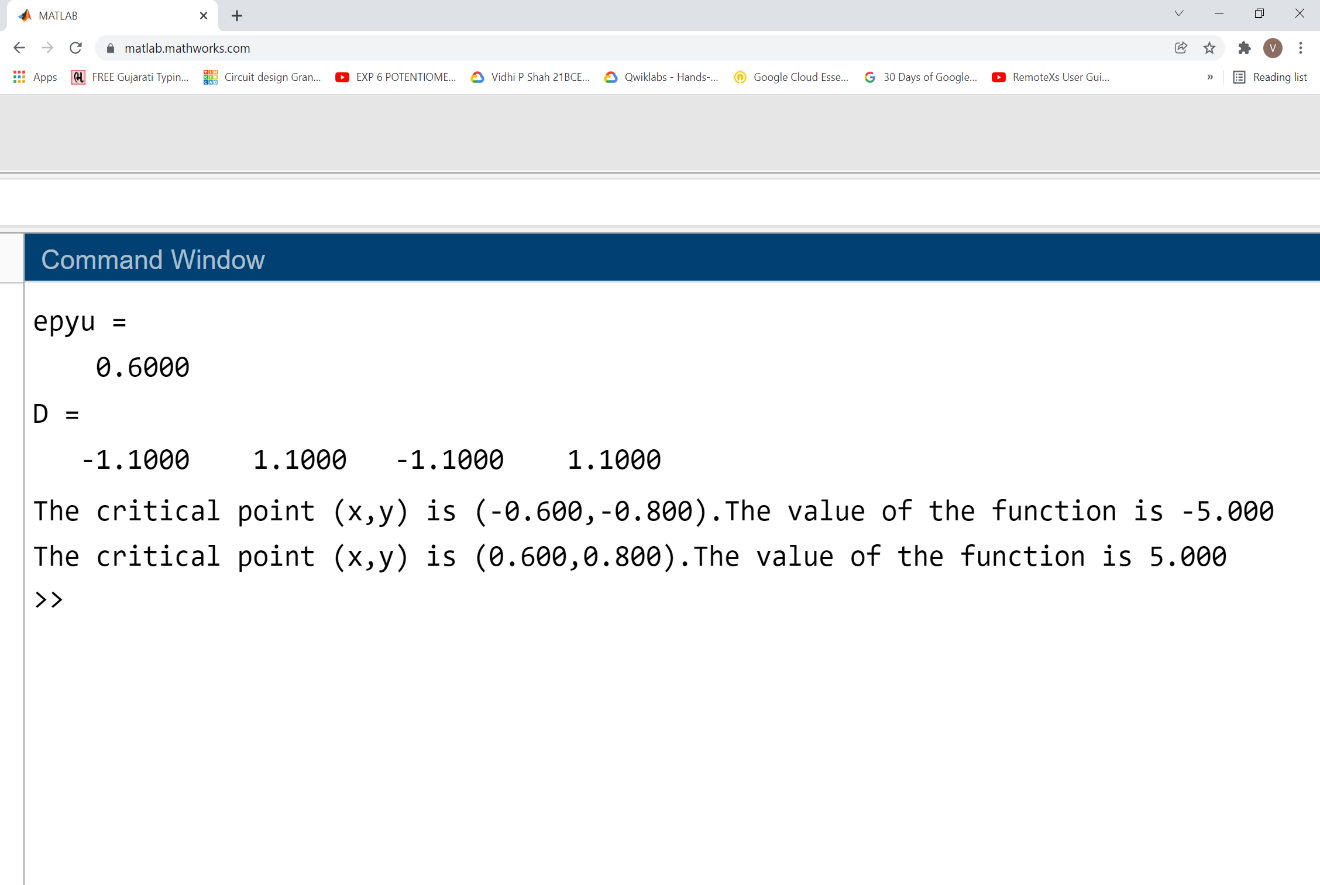 MATLAB
matlab.mathworks.com
V
Apps FREE Gujarati Typin... Circuit design Gran... EXP 6 POTENTIOME... Vidhi P Shah 21BCE... Qwiklabs - Hands-... Google Cloud Esse... 30 Days of Google... RemoteXs User Gui... » Reading list
Command Window
epyu =
0.6000
D =
-1.1000 1.1000 -1.1000 1.1000
The critical point (x,y) is (-0.600,-0.800).The value of the function is -5.000
The critical point (x,y) is (0.600,0.800).The value of the function is 5.000
>>